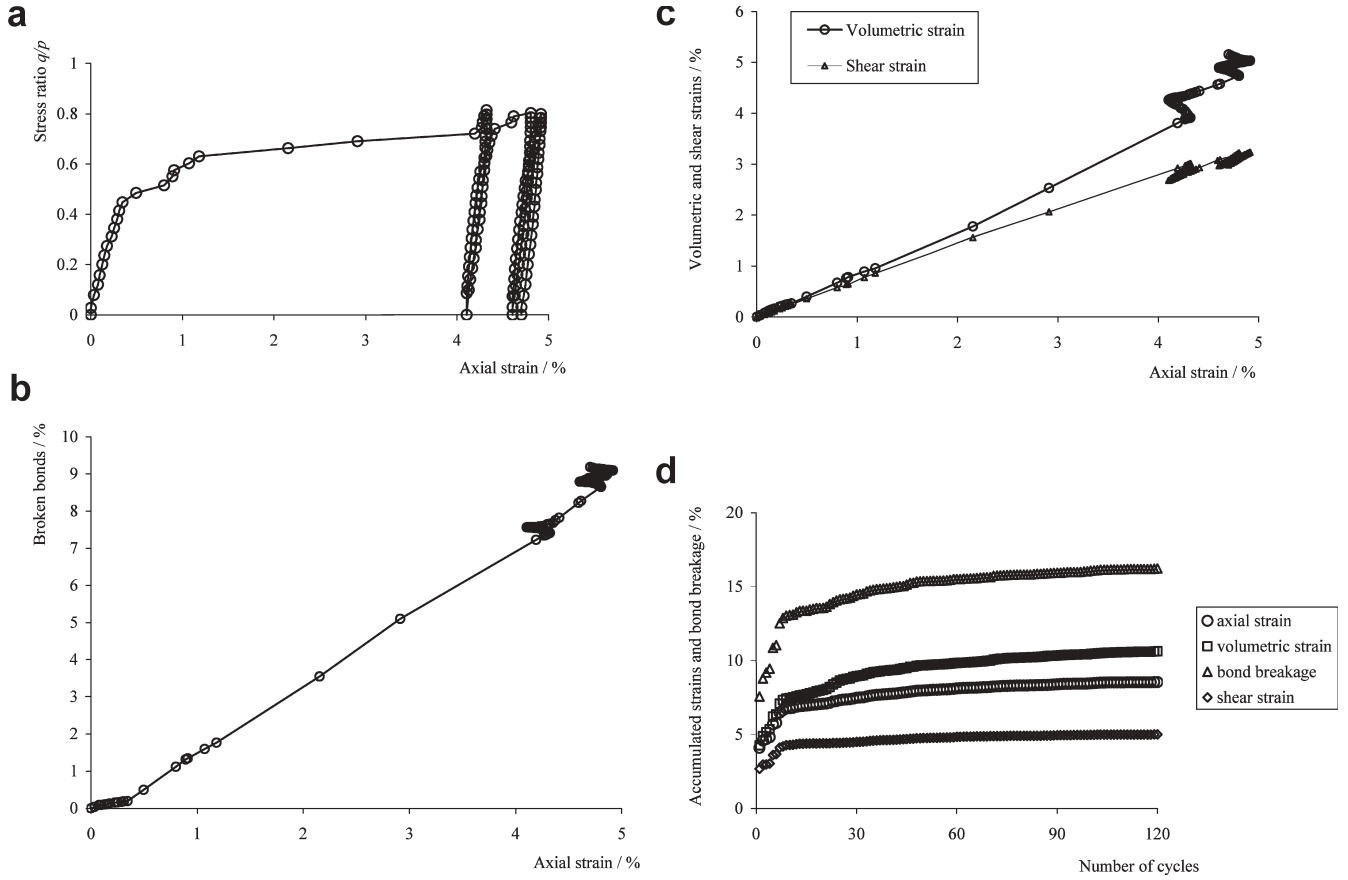 a
Stress ratio q/p
1
0.8
0.6
0.4
0.2
0
0 1 2 3 4 5
Axial strain / %
b
Broken bonds / %
10
9
8
7
6
5
4
3
2
1
0
0 1 2 3 4 5
Axial strain / %
c
Volumetric and shear strains / %
6
5
4
3
2
1
0
0 1 2 3 4 5
Axial strain / %
Volumetric strain
Shear strain
d
Accumulated strains and bond breakage / %
20
15
10
5
0
0 30 60 90 120
Number of cycles
axial strain
volumetric strain
bond breakage
shear strain